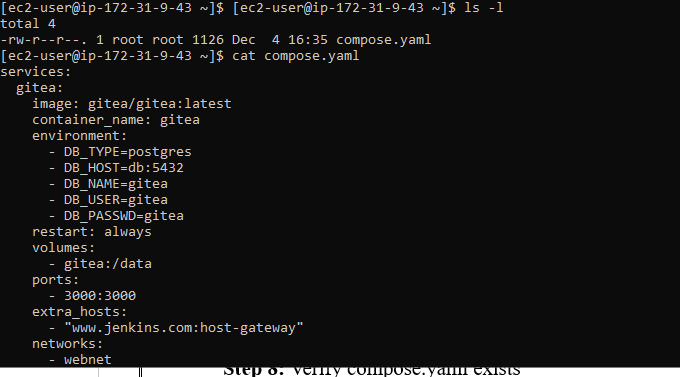 [ec2-user@ip-172-31-9-43 ~]$ [ec2-user@ip-172-31-9-43 ~]$ ls -l
total 4
-rw-r--r--. 1 root root 1126 Dec  4 16:35 compose.yaml
[ec2-user@ip-172-31-9-43 ~]$ cat compose.yaml
services:
  gitea:
    image: gitea/gitea:latest
    container_name: gitea
    environment:
      - DB_TYPE=postgres
      - DB_HOST=db:5432
      - DB_NAME=gitea
      - DB_USER=gitea
      - DB_PASSWD=gitea
    restart: always
    volumes:
      - gitea:/data
    ports:
      - 3000:3000
    extra_hosts:
      - "www.jenkins.com:host-gateway"
    networks:
      - webnet
Step 8: Verify compose.yaml exists